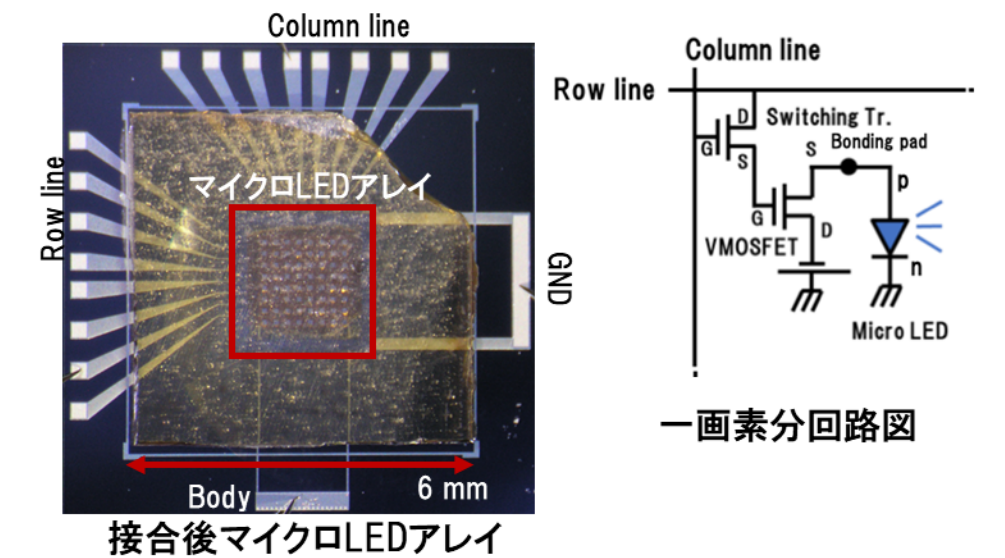 Column line
Row line
マイクロLEDアレイ
GND
Body
6 mm
接合後マイクロLEDアレイ
Column line
Row line
D
Switching Tr.
G
S
S
Bonding pad
p
G
D
VMOSFET
n
Micro LED
一画素分回路図